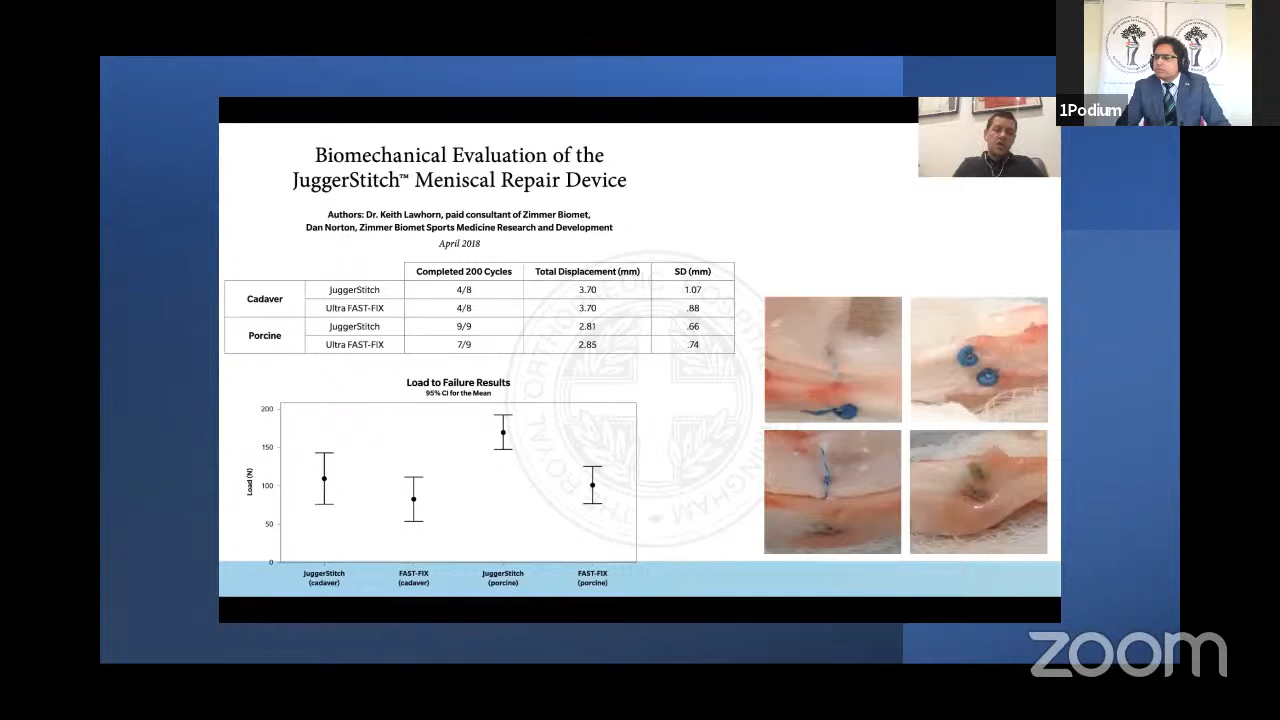 1Podium
Biomechanical Evaluation of the
JuggerStitch™ Meniscal Repair Device
Authors: Dr. Keith Lawhorn, paid consultant of Zimmer Biomet,
Dan Norton, Zimmer Biomet Sports Medicine Research and Development
April 2018
Completed 200 Cycles Total Displacement (mm) SD (mm)
Cadaver
JuggerStitch 4/8 3.70 1.07
Ultra FAST-FIX 4/8 3.70 .88
Porcine
JuggerStitch 9/9 2.81 .66
Ultra FAST-FIX 7/9 2.85 .74
Load to Failure Results
95% CI for the Mean
Load (N)
200
150
100
50
0
JuggerStitch (cadaver)
FAST-FIX (cadaver)
JuggerStitch (porcine)
FAST-FIX (porcine)
ROYAL ORTHOPAEDIC HOSPITAL
zoom